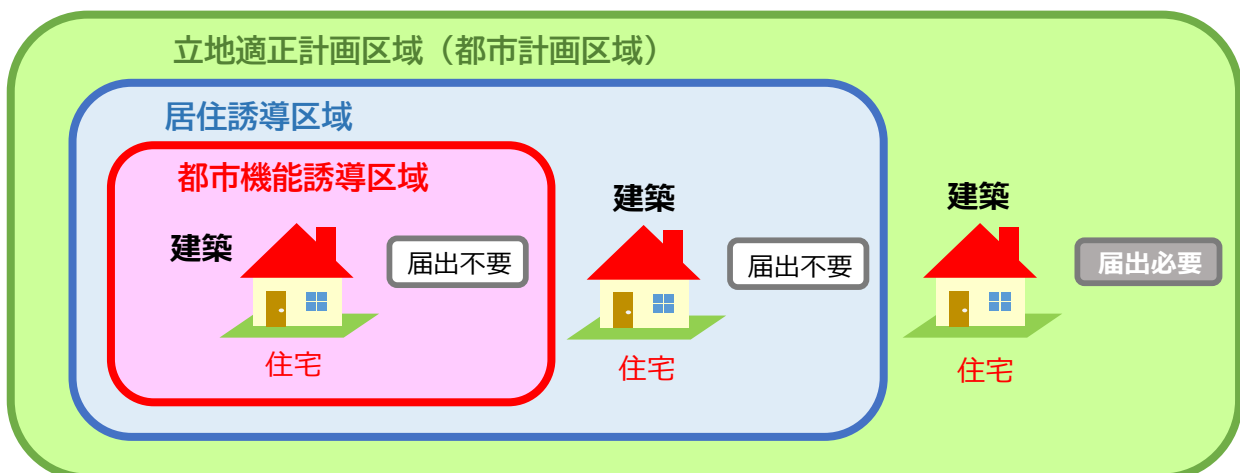 立地適正計画区域（都市計画区域）
居住誘導区域
都市機能誘導区域
建築
届出不要
住宅
建築
届出不要
住宅
建築
届出必要
住宅